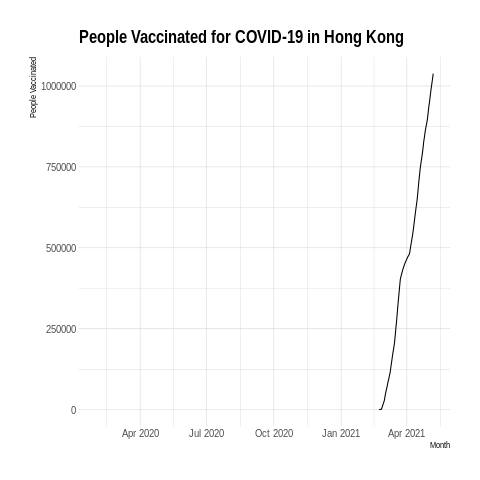 People Vaccinated for COVID-19 in Hong Kong
People Vaccinated
1000000
750000
500000
250000
0
Apr 2020 Jul 2020 Oct 2020 Jan 2021 Apr 2021
Month